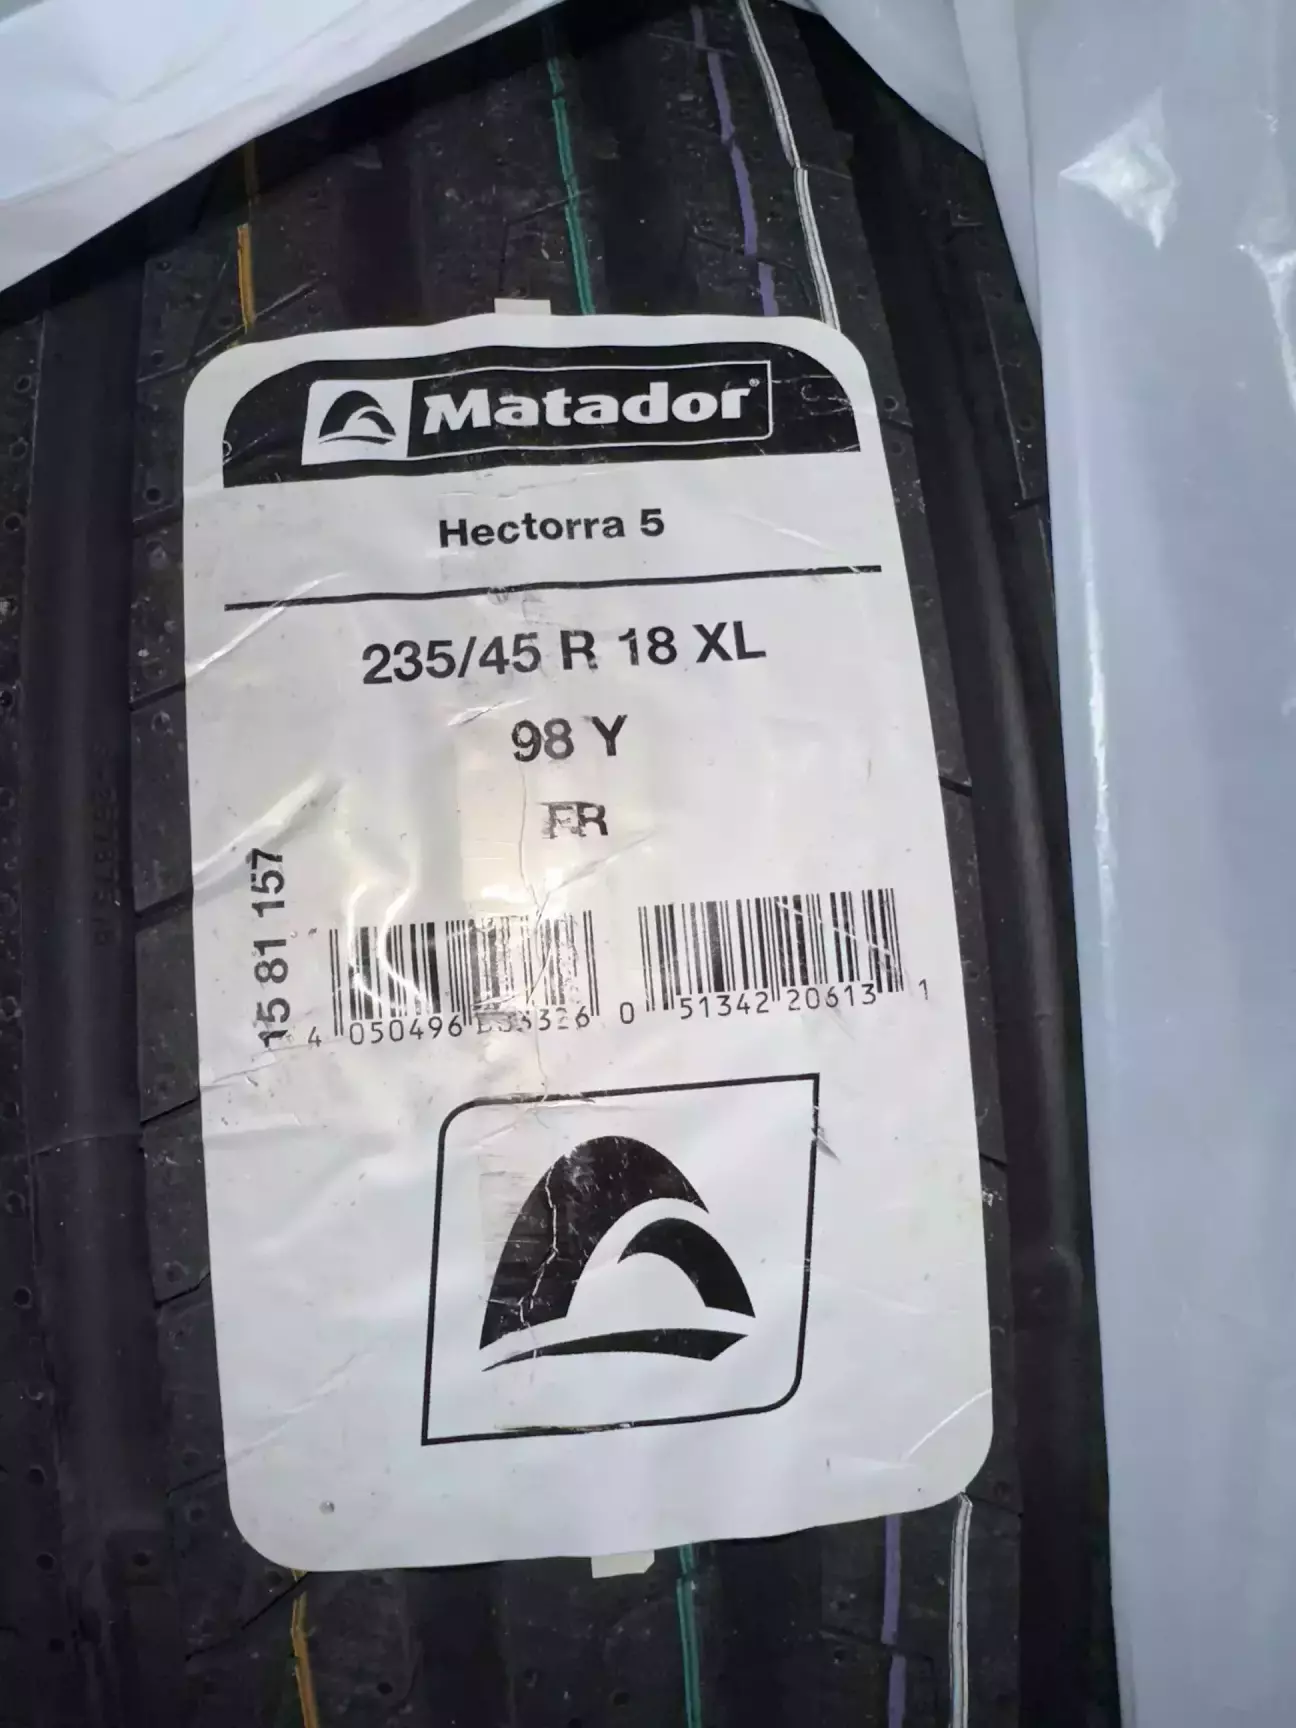 Matador®
Hectorra 5
235/45 R 18 XL
98 Y
FR
15 81 157
4 050496
0 51342 20613 1